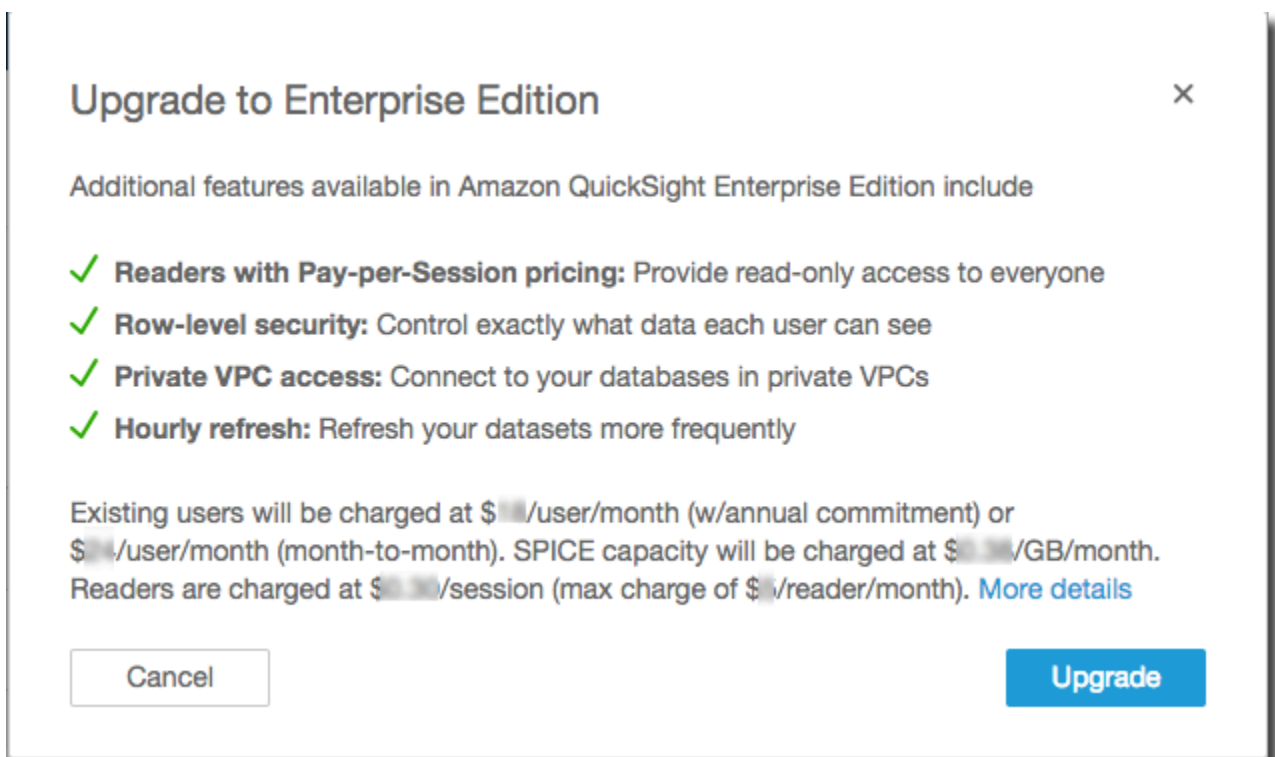 Upgrade to Enterprise Edition
Additional features available in Amazon QuickSight Enterprise Edition include
Readers with Pay-per-Session pricing: Provide read-only access to everyone
Row-level security: Control exactly what data each user can see
Private VPC access: Connect to your databases in private VPCs
Hourly refresh: Refresh your datasets more frequently
Existing users will be charged at $ /user/month (w/annual commitment) or
$ /user/month (month-to-month). SPICE capacity will be charged at $ /GB/month.
Readers are charged at $ /session (max charge of $ /reader/month). More details
Cancel
Upgrade